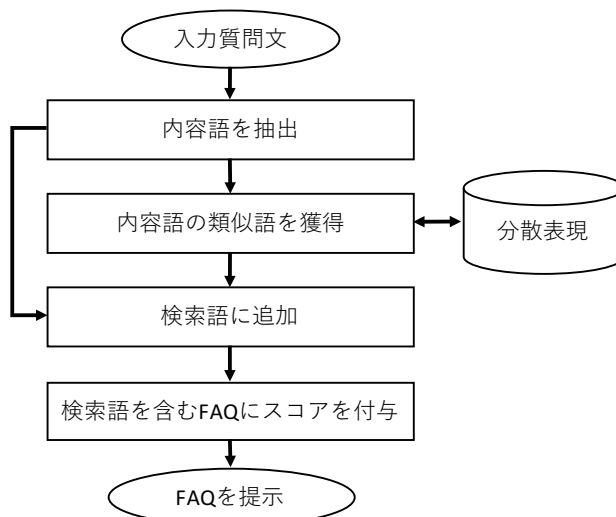 入力質問文
内容語を抽出
内容語の類似語を獲得
分散表現
検索語に追加
検索語を含むFAQにスコアを付与
FAQを提示